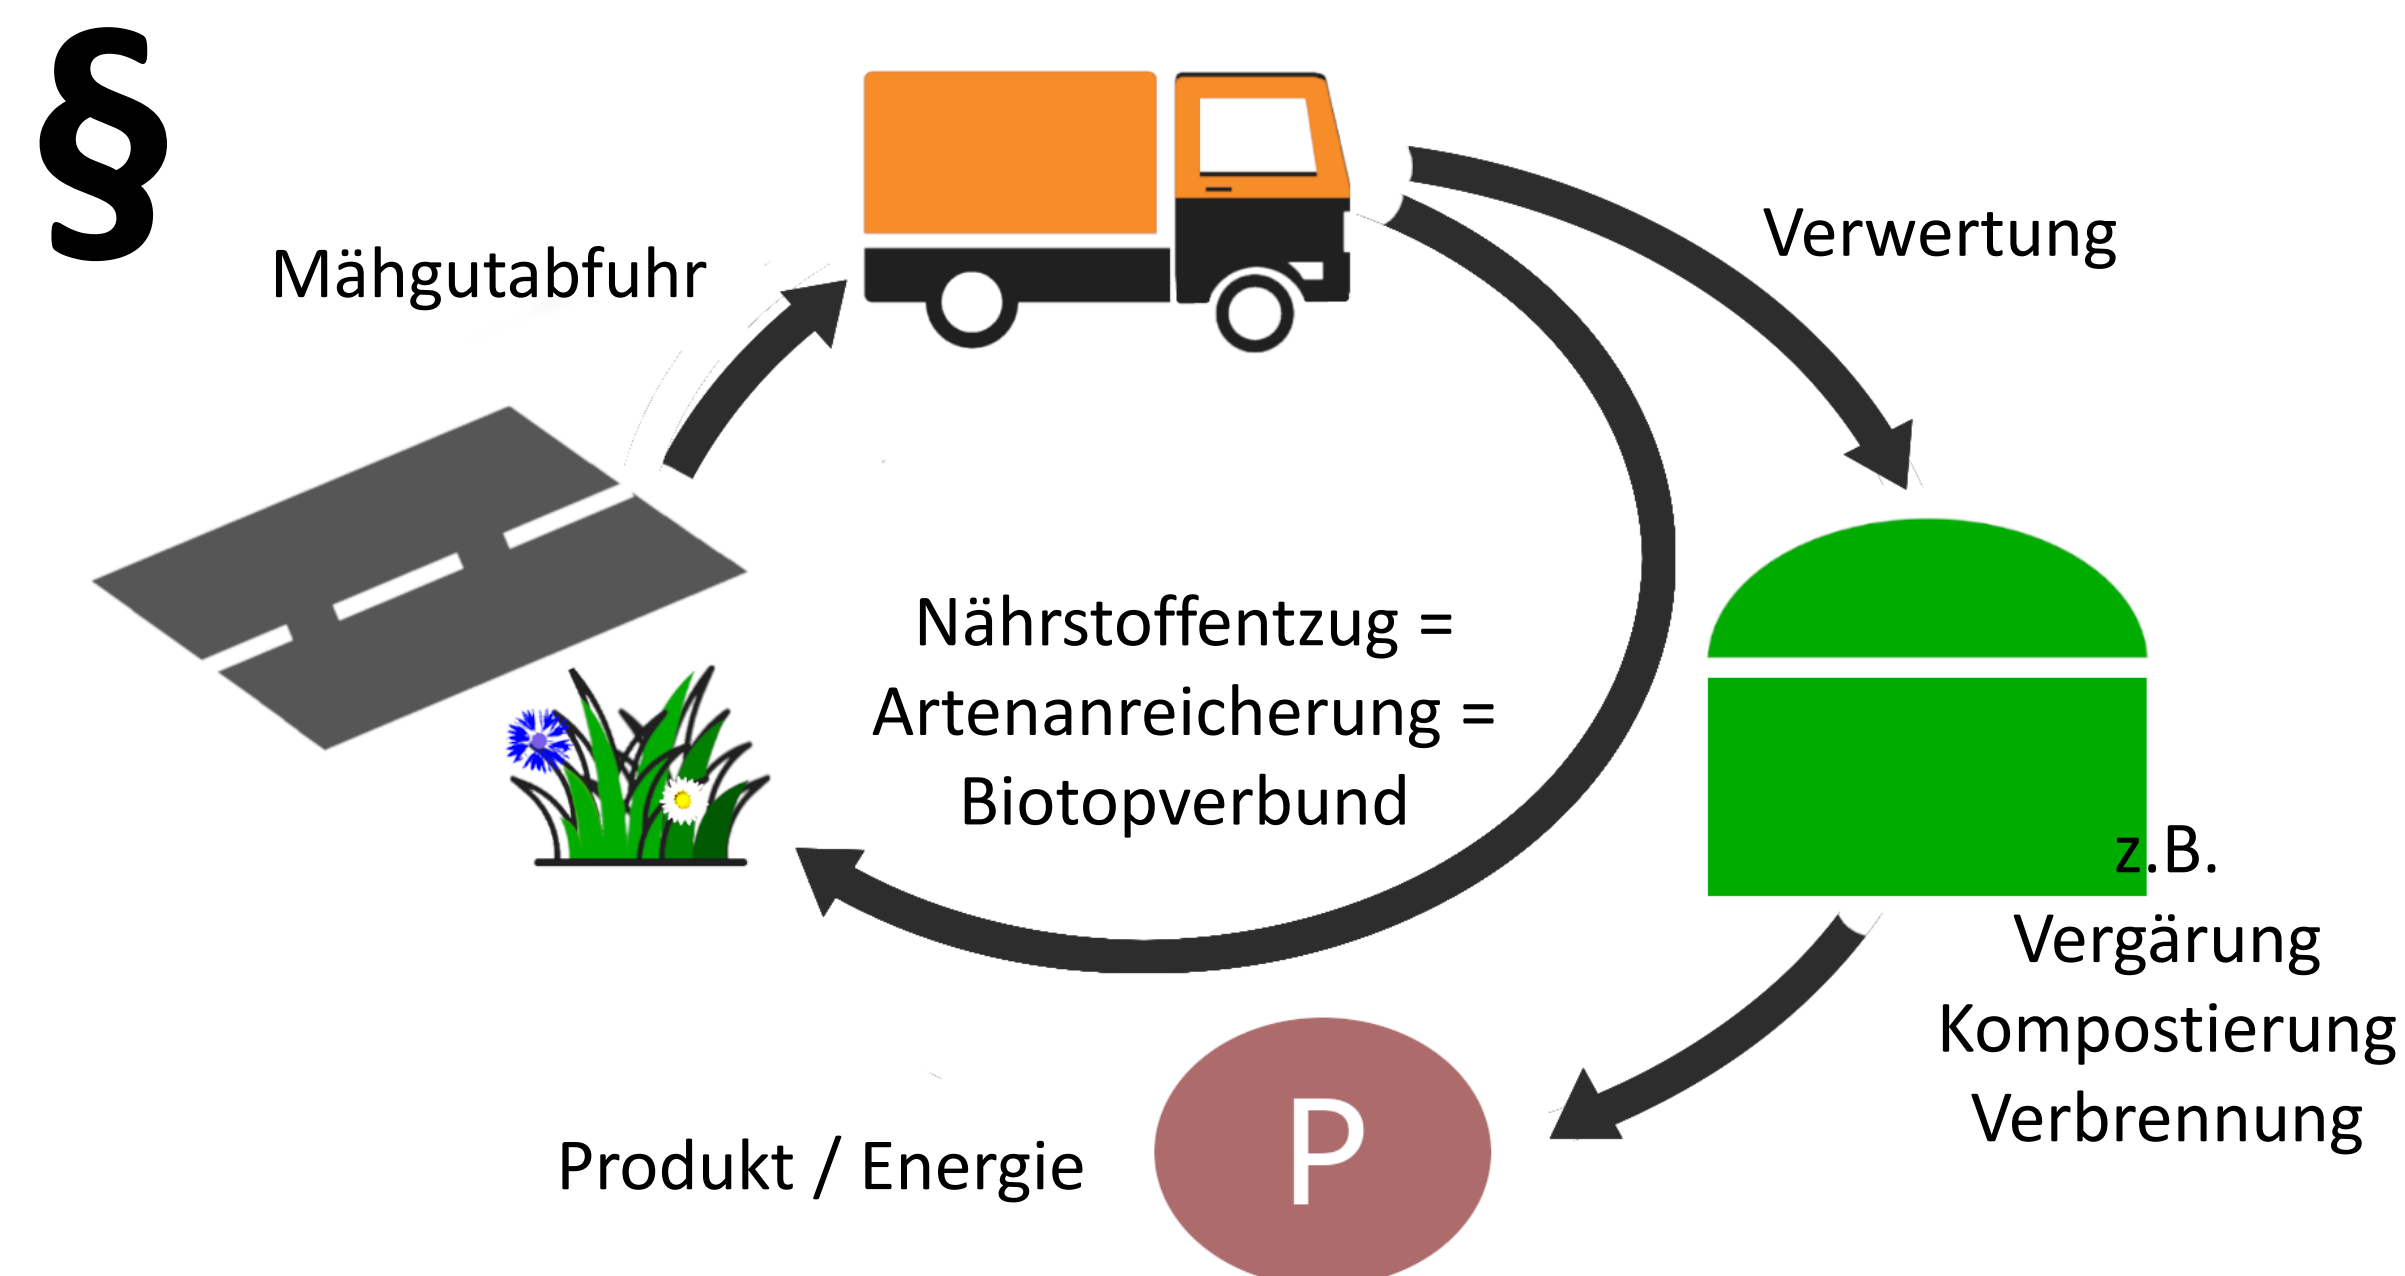 §
Mähgutabfuhr
Verwertung
Nährstoffentzug =
Artenanreicherung =
Biotopverbund
z.B.
Vergärung
Kompostierung
Verbrennung
Produkt / Energie
P